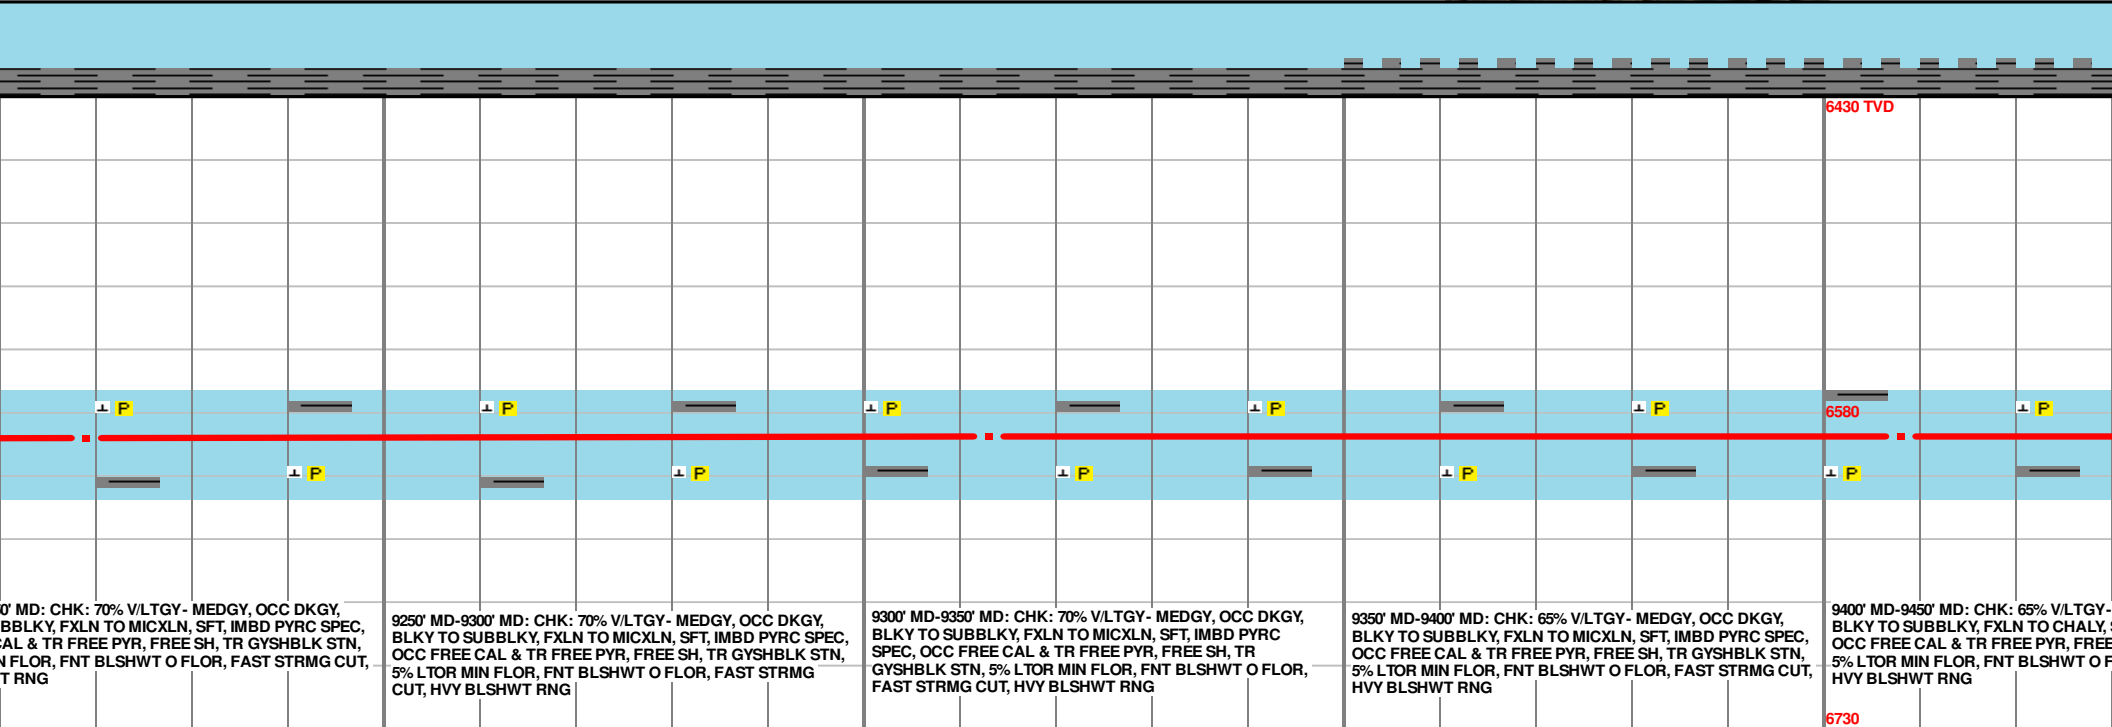 6430 TVD
P P P P P
6580
P P P P P
0' MD: CHK: 70% V/LTGY- MEDGY, OCC DKGY,
BBLKY, FXLN TO MICXLN, SFT, IMBD PYRC SPEC,
CAL & TR FREE PYR, FREE SH, TR GYSHBLK STN,
N FLOR, FNT BLSHWT O FLOR, FAST STRMG CUT,
T RNG
9250' MD-9300' MD: CHK: 70% V/LTGY- MEDGY, OCC DKGY,
BLKY TO SUBBLKY, FXLN TO MICXLN, SFT, IMBD PYRC SPEC,
OCC FREE CAL & TR FREE PYR, FREE SH, TR GYSHBLK STN,
5% LTOR MIN FLOR, FNT BLSHWT O FLOR, FAST STRMG
CUT, HVY BLSHWT RNG
9300' MD-9350' MD: CHK: 70% V/LTGY- MEDGY, OCC DKGY,
BLKY TO SUBBLKY, FXLN TO MICXLN, SFT, IMBD PYRC
SPEC, OCC FREE CAL & TR FREE PYR, FREE SH, TR
GYSHBLK STN, 5% LTOR MIN FLOR, FNT BLSHWT O FLOR,
FAST STRMG CUT, HVY BLSHWT RNG
9350' MD-9400' MD: CHK: 65% V/LTGY- MEDGY, OCC DKGY,
BLKY TO SUBBLKY, FXLN TO MICXLN, SFT, IMBD PYRC SPEC,
OCC FREE CAL & TR FREE PYR, FREE SH, TR GYSHBLK STN,
5% LTOR MIN FLOR, FNT BLSHWT O FLOR, FAST STRMG CUT,
HVY BLSHWT RNG
9400' MD-9450' MD: CHK: 65% V/LTGY-
BLKY TO SUBBLKY, FXLN TO CHALY,
OCC FREE CAL & TR FREE PYR, FREE
5% LTOR MIN FLOR, FNT BLSHWT O F
HVY BLSHWT RNG
6730